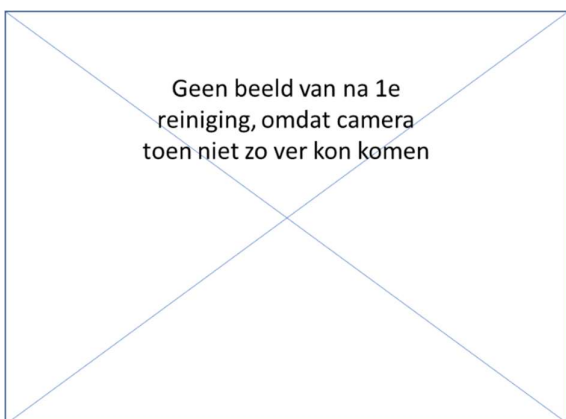 Geen beeld van na 1e
reiniging, omdat camera
toen niet zo ver kon komen